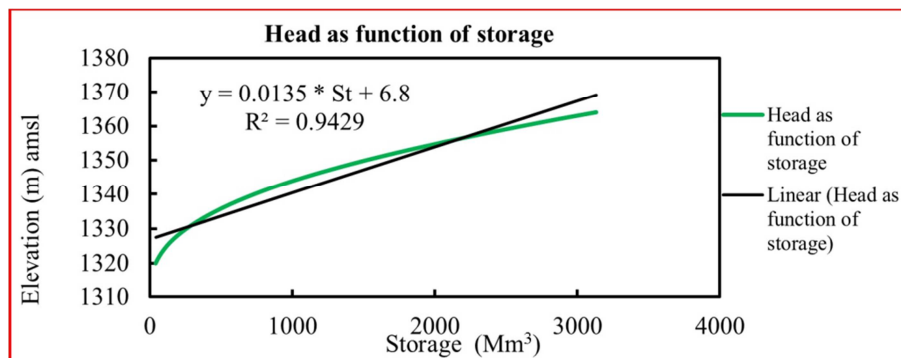 Head as function of storage
1380
1370
1360
1350
1340
1330
1320
1310
Elevation (m) amsl
y = 0.0135 * St + 6.8
R² = 0.9429
0
1000
2000
3000
4000
Storage (Mm³)
Head as
function of
storage
Linear (Head as
function of
storage)